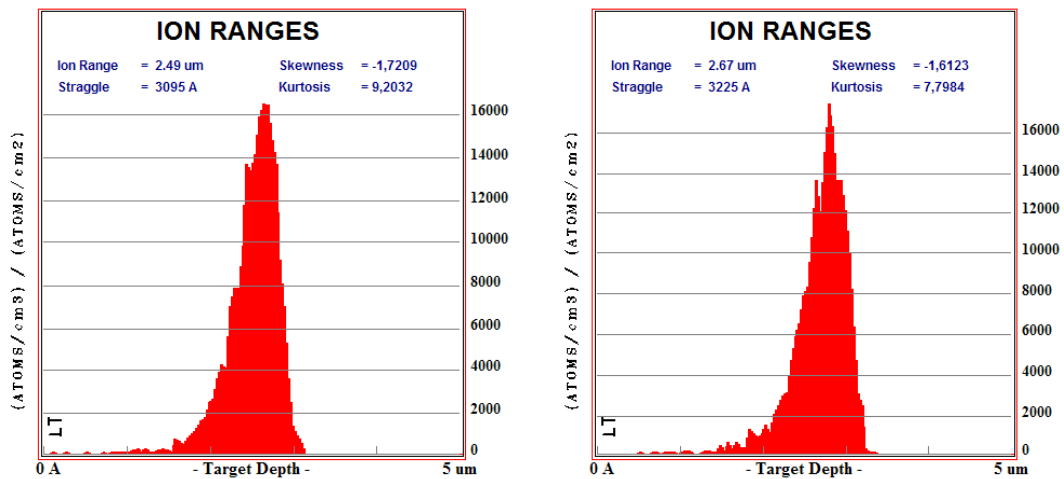 ION RANGES
Ion Range = 2.49 um Skewness = -1,7209
Straggle = 3095 A Kurtosis = 9,2032
(ATOMS/cm3) / (ATOMS/cm2)
16000
14000
12000
10000
8000
6000
4000
2000
0
LT
0 A - Target Depth - 5 um
ION RANGES
Ion Range = 2.67 um Skewness = -1,6123
Straggle = 3225 A Kurtosis = 7,7984
(ATOMS/cm3) / (ATOMS/cm2)
16000
14000
12000
10000
8000
6000
4000
2000
0
LT
0 A - Target Depth - 5 um